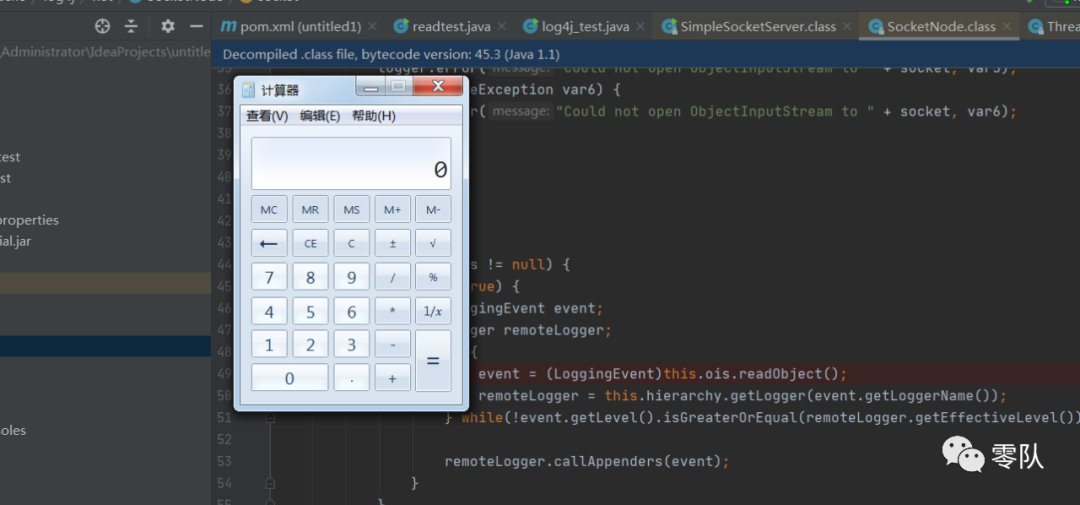 pom.xml (untitled1)
readtest.java
log4j_test.java
SimpleSocketServer.class
SocketNode.class
\Administrator\IdeaProjects\untitle
Decompiled .class file, bytecode version: 45.3 (Java 1.1)
36 eException var6) {
37 r( message: "Could not open ObjectInputStream to " + socket, var6);
38
39
40
41
42
43
44 s != null) {
45 rue) {
46 gingEvent event;
47 ger remoteLogger;
48 {
49 event = (LoggingEvent)this.ois.readObject();
50 remoteLogger = this.hierarchy.getLogger(event.getLoggerName());
51 } while(!event.getLevel().isGreaterOrEqual(remoteLogger.getEffectiveLevel())
52
53 remoteLogger.callAppenders(event);
54 }
test
st
properties
ial.jar
soles
计算器
查看(V) 编辑(E) 帮助(H)
0
MC MR MS M+ M-
← CE C ± √
7 8 9 / %
4 5 6 * 1/x
1 2 3 - =
0 . +
零队